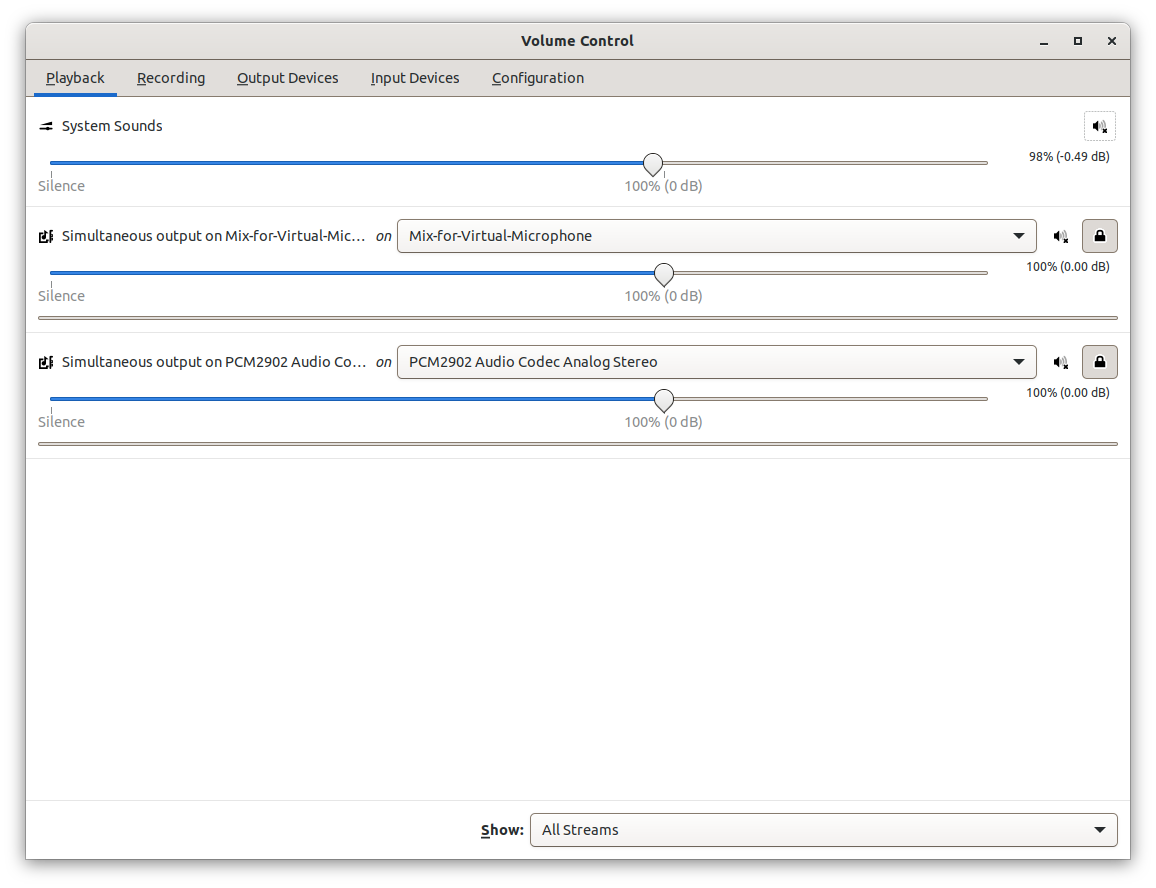 Volume Control
Playback Recording Output Devices Input Devices Configuration
System Sounds
98% (-0.49 dB)
Silence 100% (0 dB)
Simultaneous output on Mix-for-Virtual-Mic... on Mix-for-Virtual-Microphone
100% (0.00 dB)
Silence 100% (0 dB)
Simultaneous output on PCM2902 Audio Co... on PCM2902 Audio Codec Analog Stereo
100% (0.00 dB)
Silence 100% (0 dB)
Show: All Streams